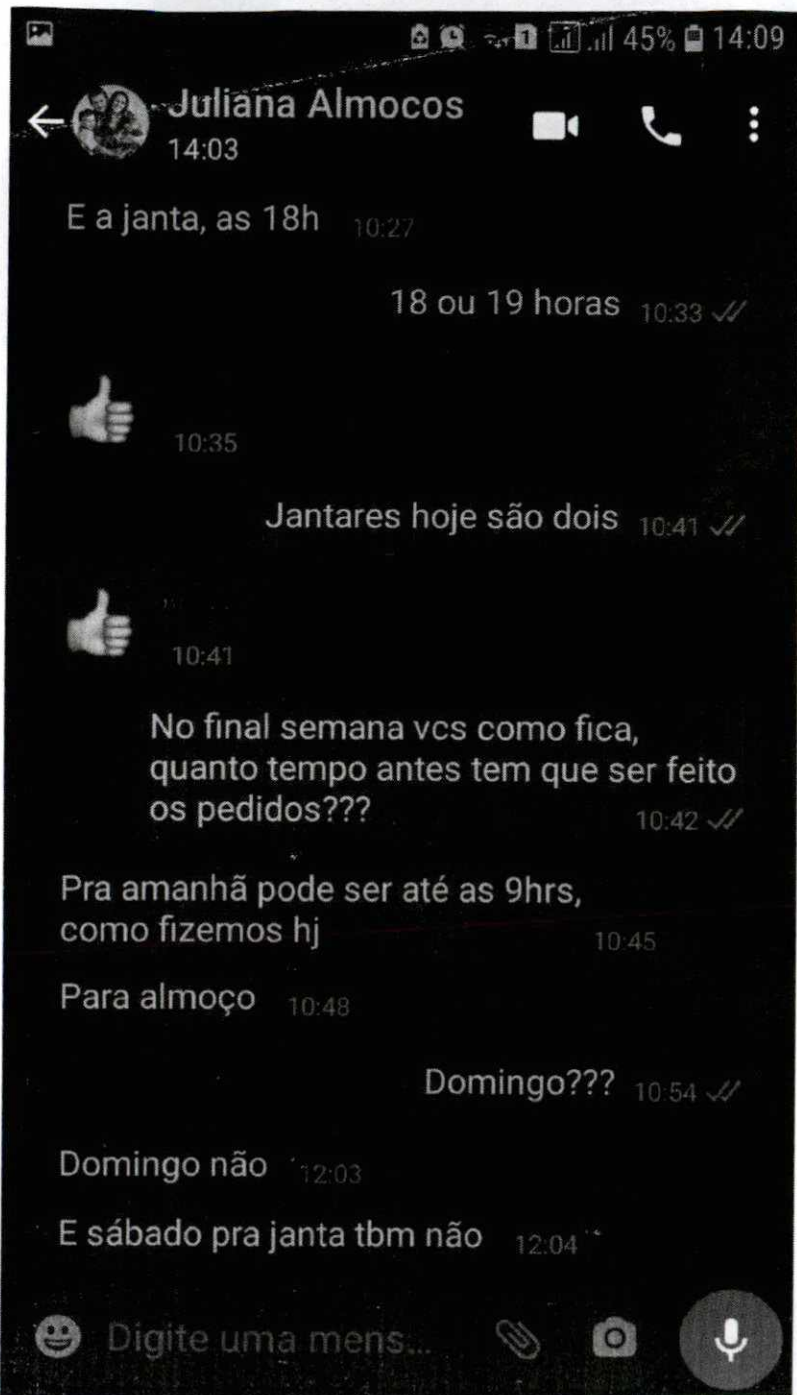 1 45% 14:09
Juliana Almocos
14:03
E a janta, as 18h 10:27
18 ou 19 horas 10:33
10:35
Jantares hoje são dois 10:41
10:41
No final semana vcs como fica,
quanto tempo antes tem que ser feito
os pedidos??? 10:42
Pra amanhã pode ser até as 9hrs,
como fizemos hj 10:45
Para almoço 10:48
Domingo??? 10:54
Domingo não 12:03
E sábado pra janta tbm não 12:04
Digite uma mens...